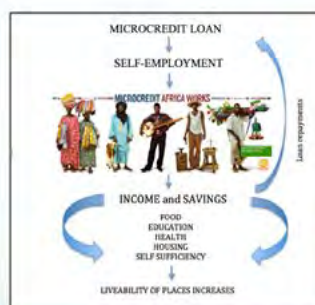 MICROCREDIT LOAN
SELF-EMPLOYMENT
MICROCREDIT AFRICA WORKS
Loan repayments
INCOME and SAVINGS
FOOD
EDUCATION
HEALTH
HOUSING
SELF SUFFICIENCY
LIVEABILITY OF PLACES INCREASES